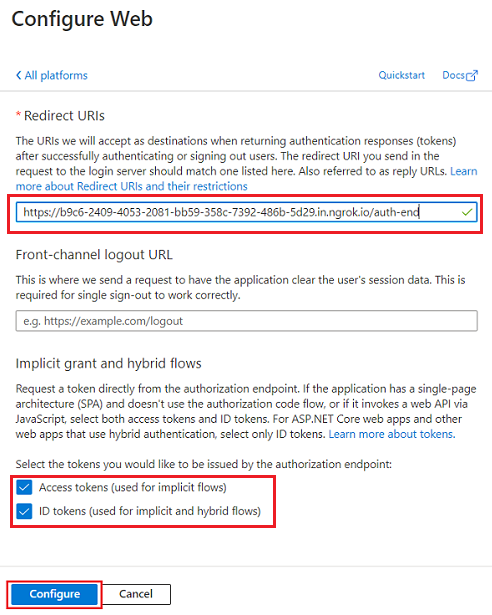 Configure Web
All platforms
Quickstart
Docs
* Redirect URIs
The URIs we will accept as destinations when returning authentication responses (tokens)
after successfully authenticating or signing out users. The redirect URI you send in the
request to the login server should match one listed here. Also referred to as reply URLs. Learn
more about Redirect URIs and their restrictions
https://b9c6-2409-4053-2081-bb59-358c-7392-486b-5d29.in.ngrok.io/auth-end
Front-channel logout URL
This is where we send a request to have the application clear the user's session data. This is
required for single sign-out to work correctly.
e.g. https://example.com/logout
Implicit grant and hybrid flows
Request a token directly from the authorization endpoint. If the application has a single-page
architecture (SPA) and doesn't use the authorization code flow, or if it invokes a web API via
JavaScript, select both access tokens and ID tokens. For ASP.NET Core web apps and other
web apps that use hybrid authentication, select only ID tokens. Learn more about tokens.
Select the tokens you would like to be issued by the authorization endpoint:
Access tokens (used for implicit flows)
ID tokens (used for implicit and hybrid flows)
Configure
Cancel